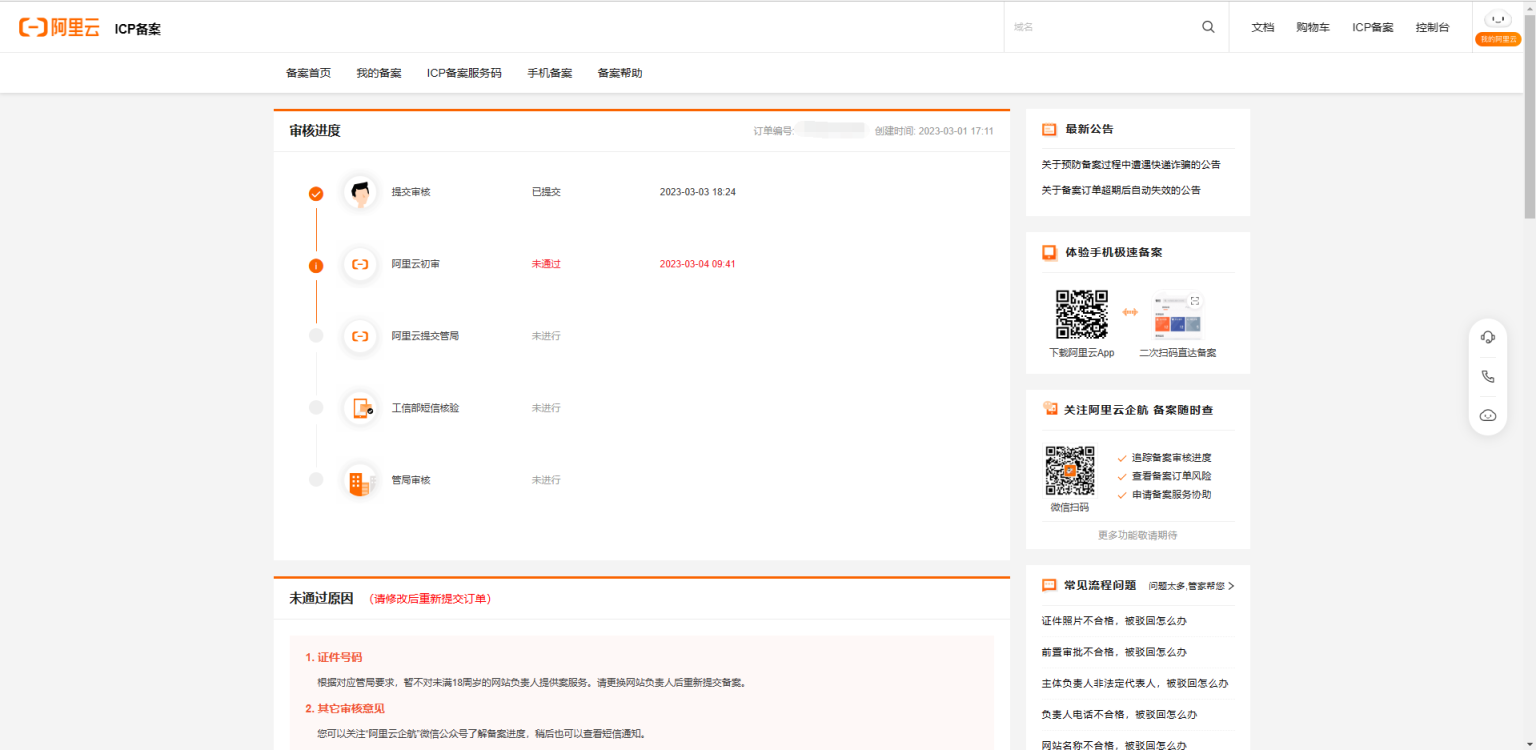 阿里云 ICP备案
域名
文档 购物车 ICP备案 控制台
我的阿里云
备案首页 我的备案 ICP备案服务码 手机备案 备案帮助
审核进度
订单编号: 创建时间: 2023-03-01 17:11
提交审核 已提交 2023-03-03 18:24
阿里云初审 未通过 2023-03-04 09:41
阿里云提交管局 未进行
工信部短信核验 未进行
管局审核 未进行
未通过原因 （请修改后重新提交订单）
1. 证件号码
根据对应管局要求，暂不对未满18周岁的网站负责人提供案服务。请更换网站负责人后重新提交备案。
2. 其它审核意见
您可以关注“阿里云企航”微信公众号了解备案进度，稍后也可以查看短信通知。
最新公告
关于预防备案过程中遭遇快递诈骗的公告
关于备案订单超期后自动失效的公告
体验手机极速备案
下载阿里云App 二次扫码直达备案
关注阿里云企航 备案随时查
追踪备案审核进度
查看备案订单风险
申请备案服务协助
微信扫码
更多功能敬请期待
常见流程问题 问题太多,管家帮您
证件照片不合格，被驳回怎么办
前置审批不合格，被驳回怎么办
主体负责人非法定代表人，被驳回怎么办
负责人电话不合格，被驳回怎么办
网站名称不合格，被驳回怎么办